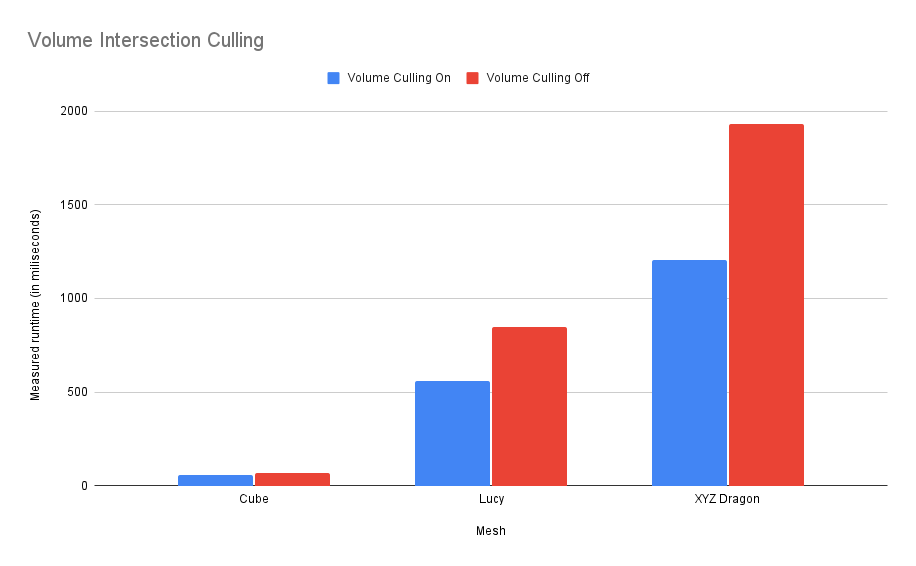 Volume Intersection Culling
Volume Culling On
Volume Culling Off
2000
1500
1000
500
0
Measured runtime (in miliseconds)
Cube
Lucy
XYZ Dragon
Mesh